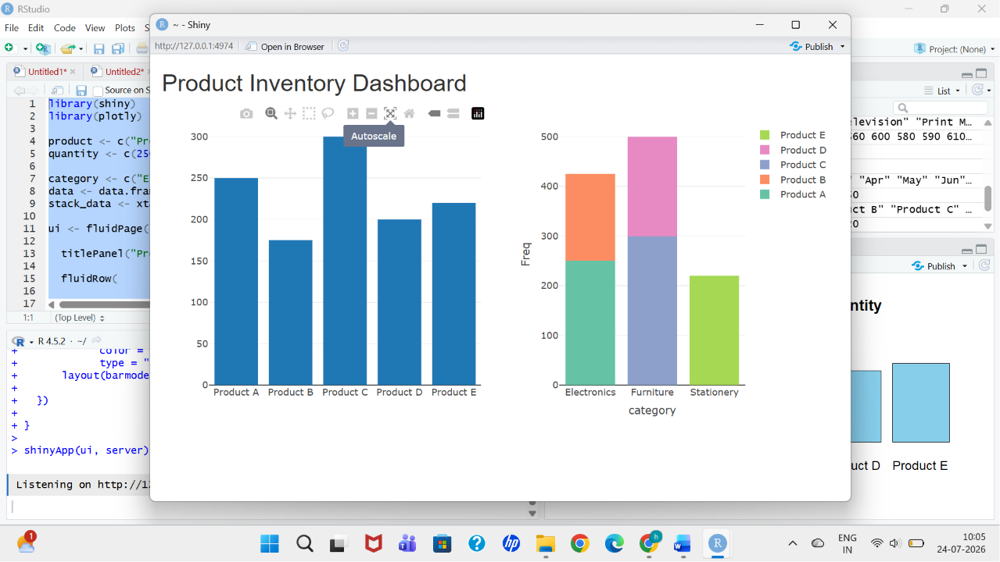 RStudio
File Edit Code View Plots S
Project: (None)
Untitled1*
Untitled2*
Source on S
1 library(shiny)
2 library(plotly)
3
4 product <- c("Pr
5 quantity <- c(25
6
7 category <- c("E
8 data <- data.fran
9 stack_data <- xt
10
11 ui <- fluidPage(
12
13 titlePanel("Pr
14
15 fluidRow(
16
17
1:1 (Top Level)
R 4.5.2 · ~/
+ color =
+ type = "
+ layout(barmode
+
+ })
+
+ }
>
> shinyApp(ui, server)
Listening on http://12
~ - Shiny
http://127.0.0.1:4974 Open in Browser Publish
Product Inventory Dashboard
Autoscale
300
250
200
150
100
50
0
Product A Product B Product C Product D Product E
500
400
300
200
100
0
Freq
Electronics Furniture Stationery
category
Product E
Product D
Product C
Product B
Product A
List
elevision" "Print M...
560 600 580 590 610...
" "Apr" "May" "Jun"...
ct B" "Product C" ...
20
Publish
ntity
uct D Product E
1
h
ENG
IN
10:05
24-07-2026